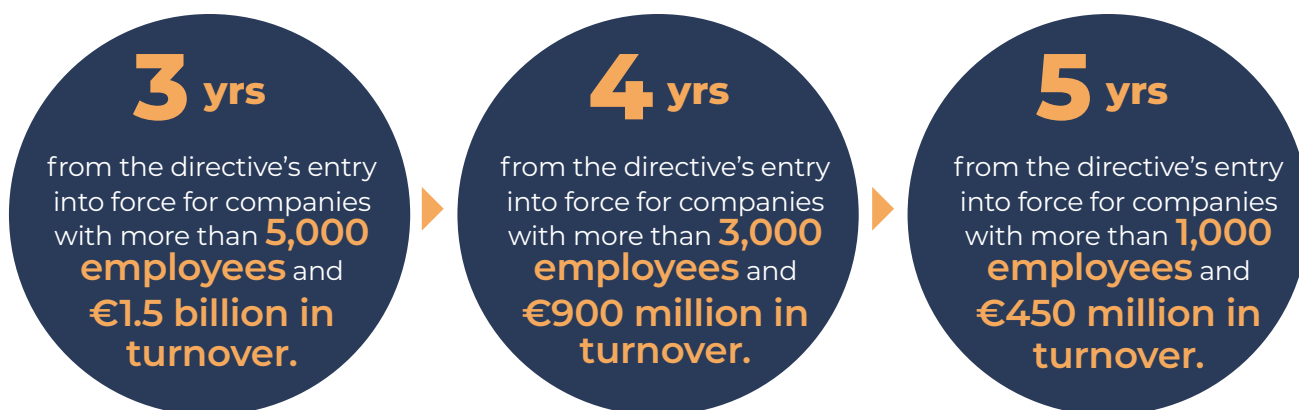 3 yrs
from the directive’s entry
into force for companies
with more than 5,000
employees and
€1.5 billion in
turnover.
4 yrs
from the directive’s entry
into force for companies
with more than 3,000
employees and
€900 million in
turnover.
5 yrs
from the directive’s entry
into force for companies
with more than 1,000
employees and
€450 million in
turnover.